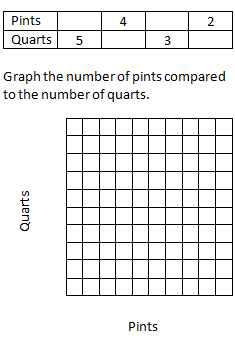 Pints 4 2
Quarts 5 3
Graph the number of pints compared
to the number of quarts.
Quarts
Pints